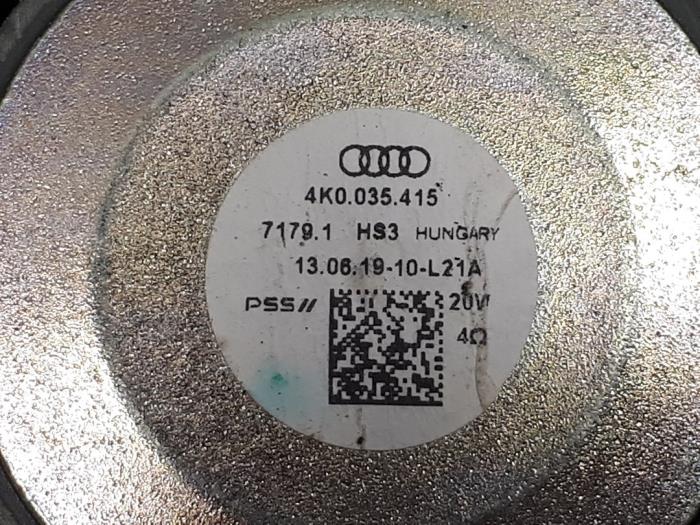 4K0.035.415
7179.1 HS3 HUNGARY
13.06.19-10-L21A
PSS// 20W
4Ω